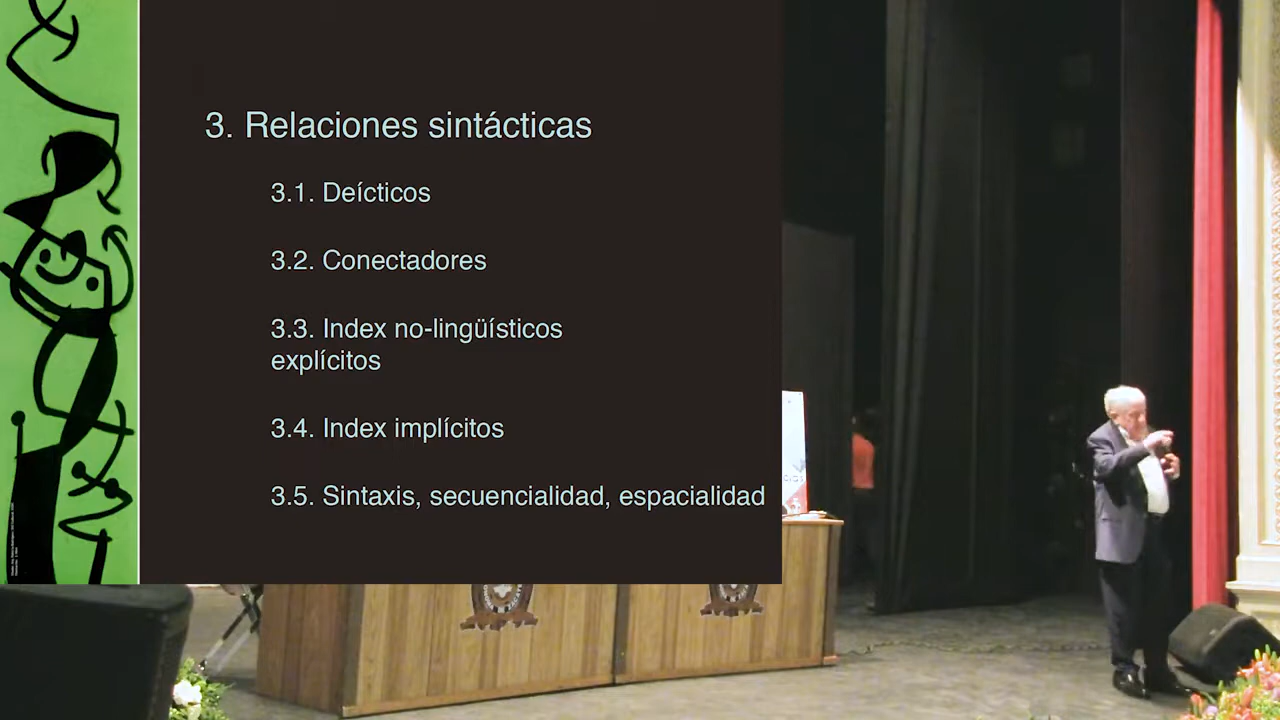 3. Relaciones sintácticas
3.1. Deícticos
3.2. Conectadores
3.3. Index no-lingüísticos
explícitos
3.4. Index implícitos
3.5. Sintaxis, secuencialidad, espacialidad